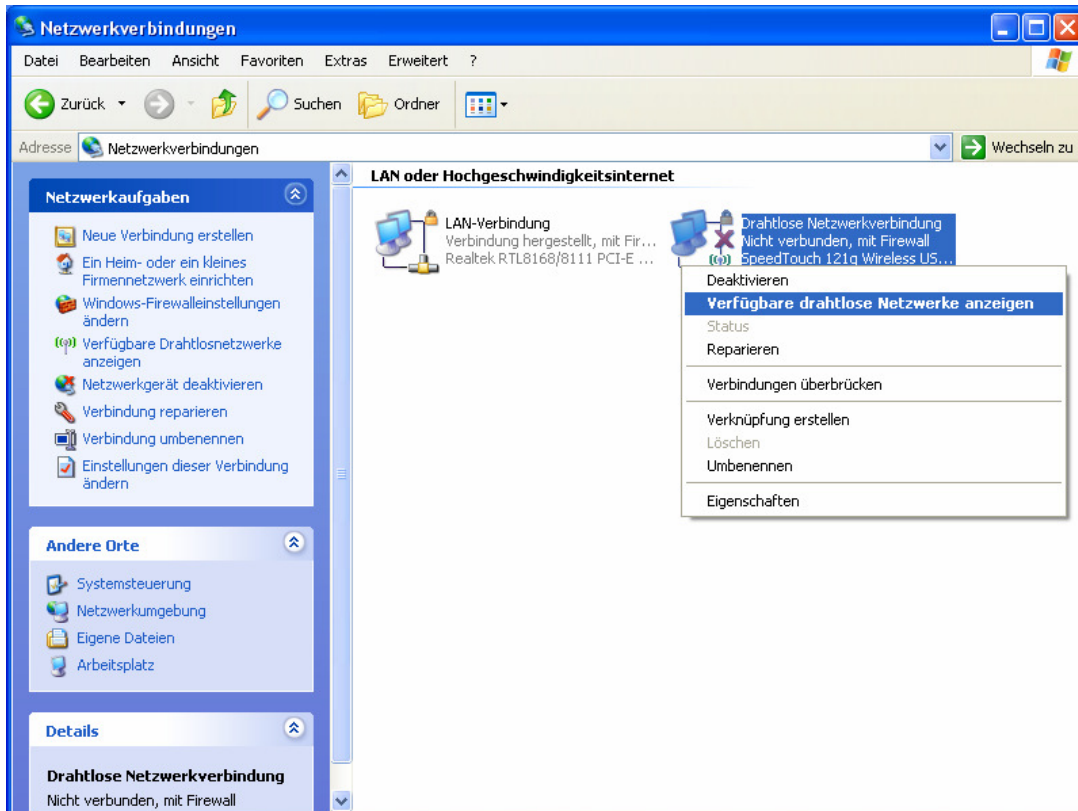 Netzwerkverbindungen
Datei Bearbeiten Ansicht Favoriten Extras Erweitert ?
Zurück Suchen Ordner
Adresse Netzwerkverbindungen Wechseln zu
Netzwerkaufgaben
Neue Verbindung erstellen
Ein Heim- oder ein kleines
Firmennetzwerk einrichten
Windows-Firewalleinstellungen
ändern
Verfügbare Drahtlosnetzwerke
anzeigen
Netzwerkgerät deaktivieren
Verbindung reparieren
Verbindung umbenennen
Einstellungen dieser Verbindung
ändern
Andere Orte
Systemsteuerung
Netzwerkumgebung
Eigene Dateien
Arbeitsplatz
Details
Drahtlose Netzwerkverbindung
Nicht verbunden, mit Firewall
LAN oder Hochgeschwindigkeitsinternet
LAN-Verbindung
Verbindung hergestellt, mit Fir...
Realtek RTL8168/8111 PCI-E ...
Drahtlose Netzwerkverbindung
Nicht verbunden, mit Firewall
SpeedTouch 121g Wireless US...
Deaktivieren
Verfügbare drahtlose Netzwerke anzeigen
Status
Reparieren
Verbindungen überbrücken
Verknüpfung erstellen
Löschen
Umbenennen
Eigenschaften